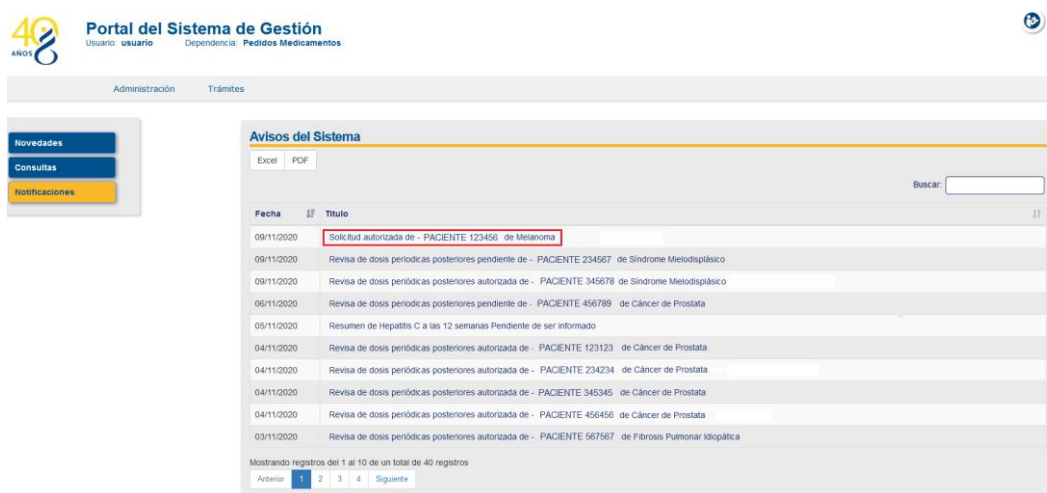 40
AÑOS
Portal del Sistema de Gestión
Usuario: usuario Dependencia: Pedidos Medicamentos
Administración Trámites
Novedades
Consultas
Notificaciones
Avisos del Sistema
Excel PDF
Buscar:
Fecha Titulo
09/11/2020 Solicitud autorizada de - PACIENTE 123456 de Melanoma
09/11/2020 Revisa de dosis periodicas posteriores pendiente de - PACIENTE 234567 de Síndrome Mielodisplásico
09/11/2020 Revisa de dosis periódicas posteriores autorizada de - PACIENTE 345678 de Síndrome Mielodisplásico
06/11/2020 Revisa de dosis periodicas posteriores pendiente de - PACIENTE 456789 de Cáncer de Prostata
05/11/2020 Resumen de Hepatitis C a las 12 semanas Pendiente de ser informado
04/11/2020 Revisa de dosis periódicas posteriores autorizada de - PACIENTE 123123 de Cáncer de Prostata
04/11/2020 Revisa de dosis periódicas posteriores autorizada de - PACIENTE 234234 de Cáncer de Prostata
04/11/2020 Revisa de dosis periódicas posteriores autorizada de - PACIENTE 345345 de Cáncer de Prostata
04/11/2020 Revisa de dosis periódicas posteriores autorizada de - PACIENTE 456456 de Cáncer de Prostata
03/11/2020 Revisa de dosis periódicas posteriores autorizada de - PACIENTE 567567 de Fibrosis Pulmonar Idiopática
Mostrando registros del 1 al 10 de un total de 40 registros
Anterior 1 2 3 4 Siguiente